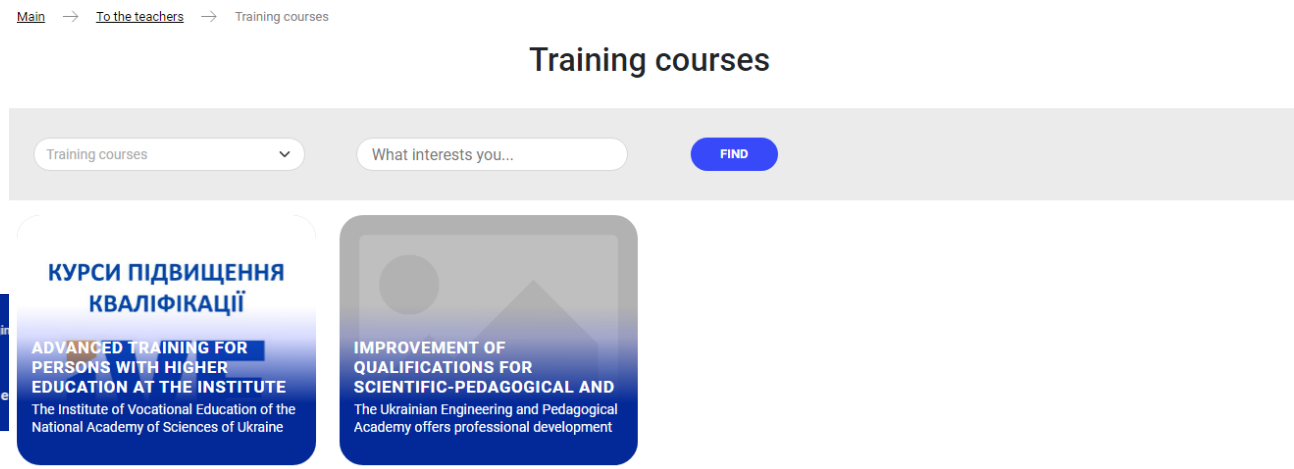 Main → To the teachers → Training courses
Training courses
Training courses
What interests you...
FIND
КУРСИ ПІДВИЩЕННЯ
КВАЛІФІКАЦІЇ
ADVANCED TRAINING FOR
PERSONS WITH HIGHER
EDUCATION AT THE INSTITUTE
The Institute of Vocational Education of the
National Academy of Sciences of Ukraine
IMPROVEMENT OF
QUALIFICATIONS FOR
SCIENTIFIC-PEDAGOGICAL AND
The Ukrainian Engineering and Pedagogical
Academy offers professional development